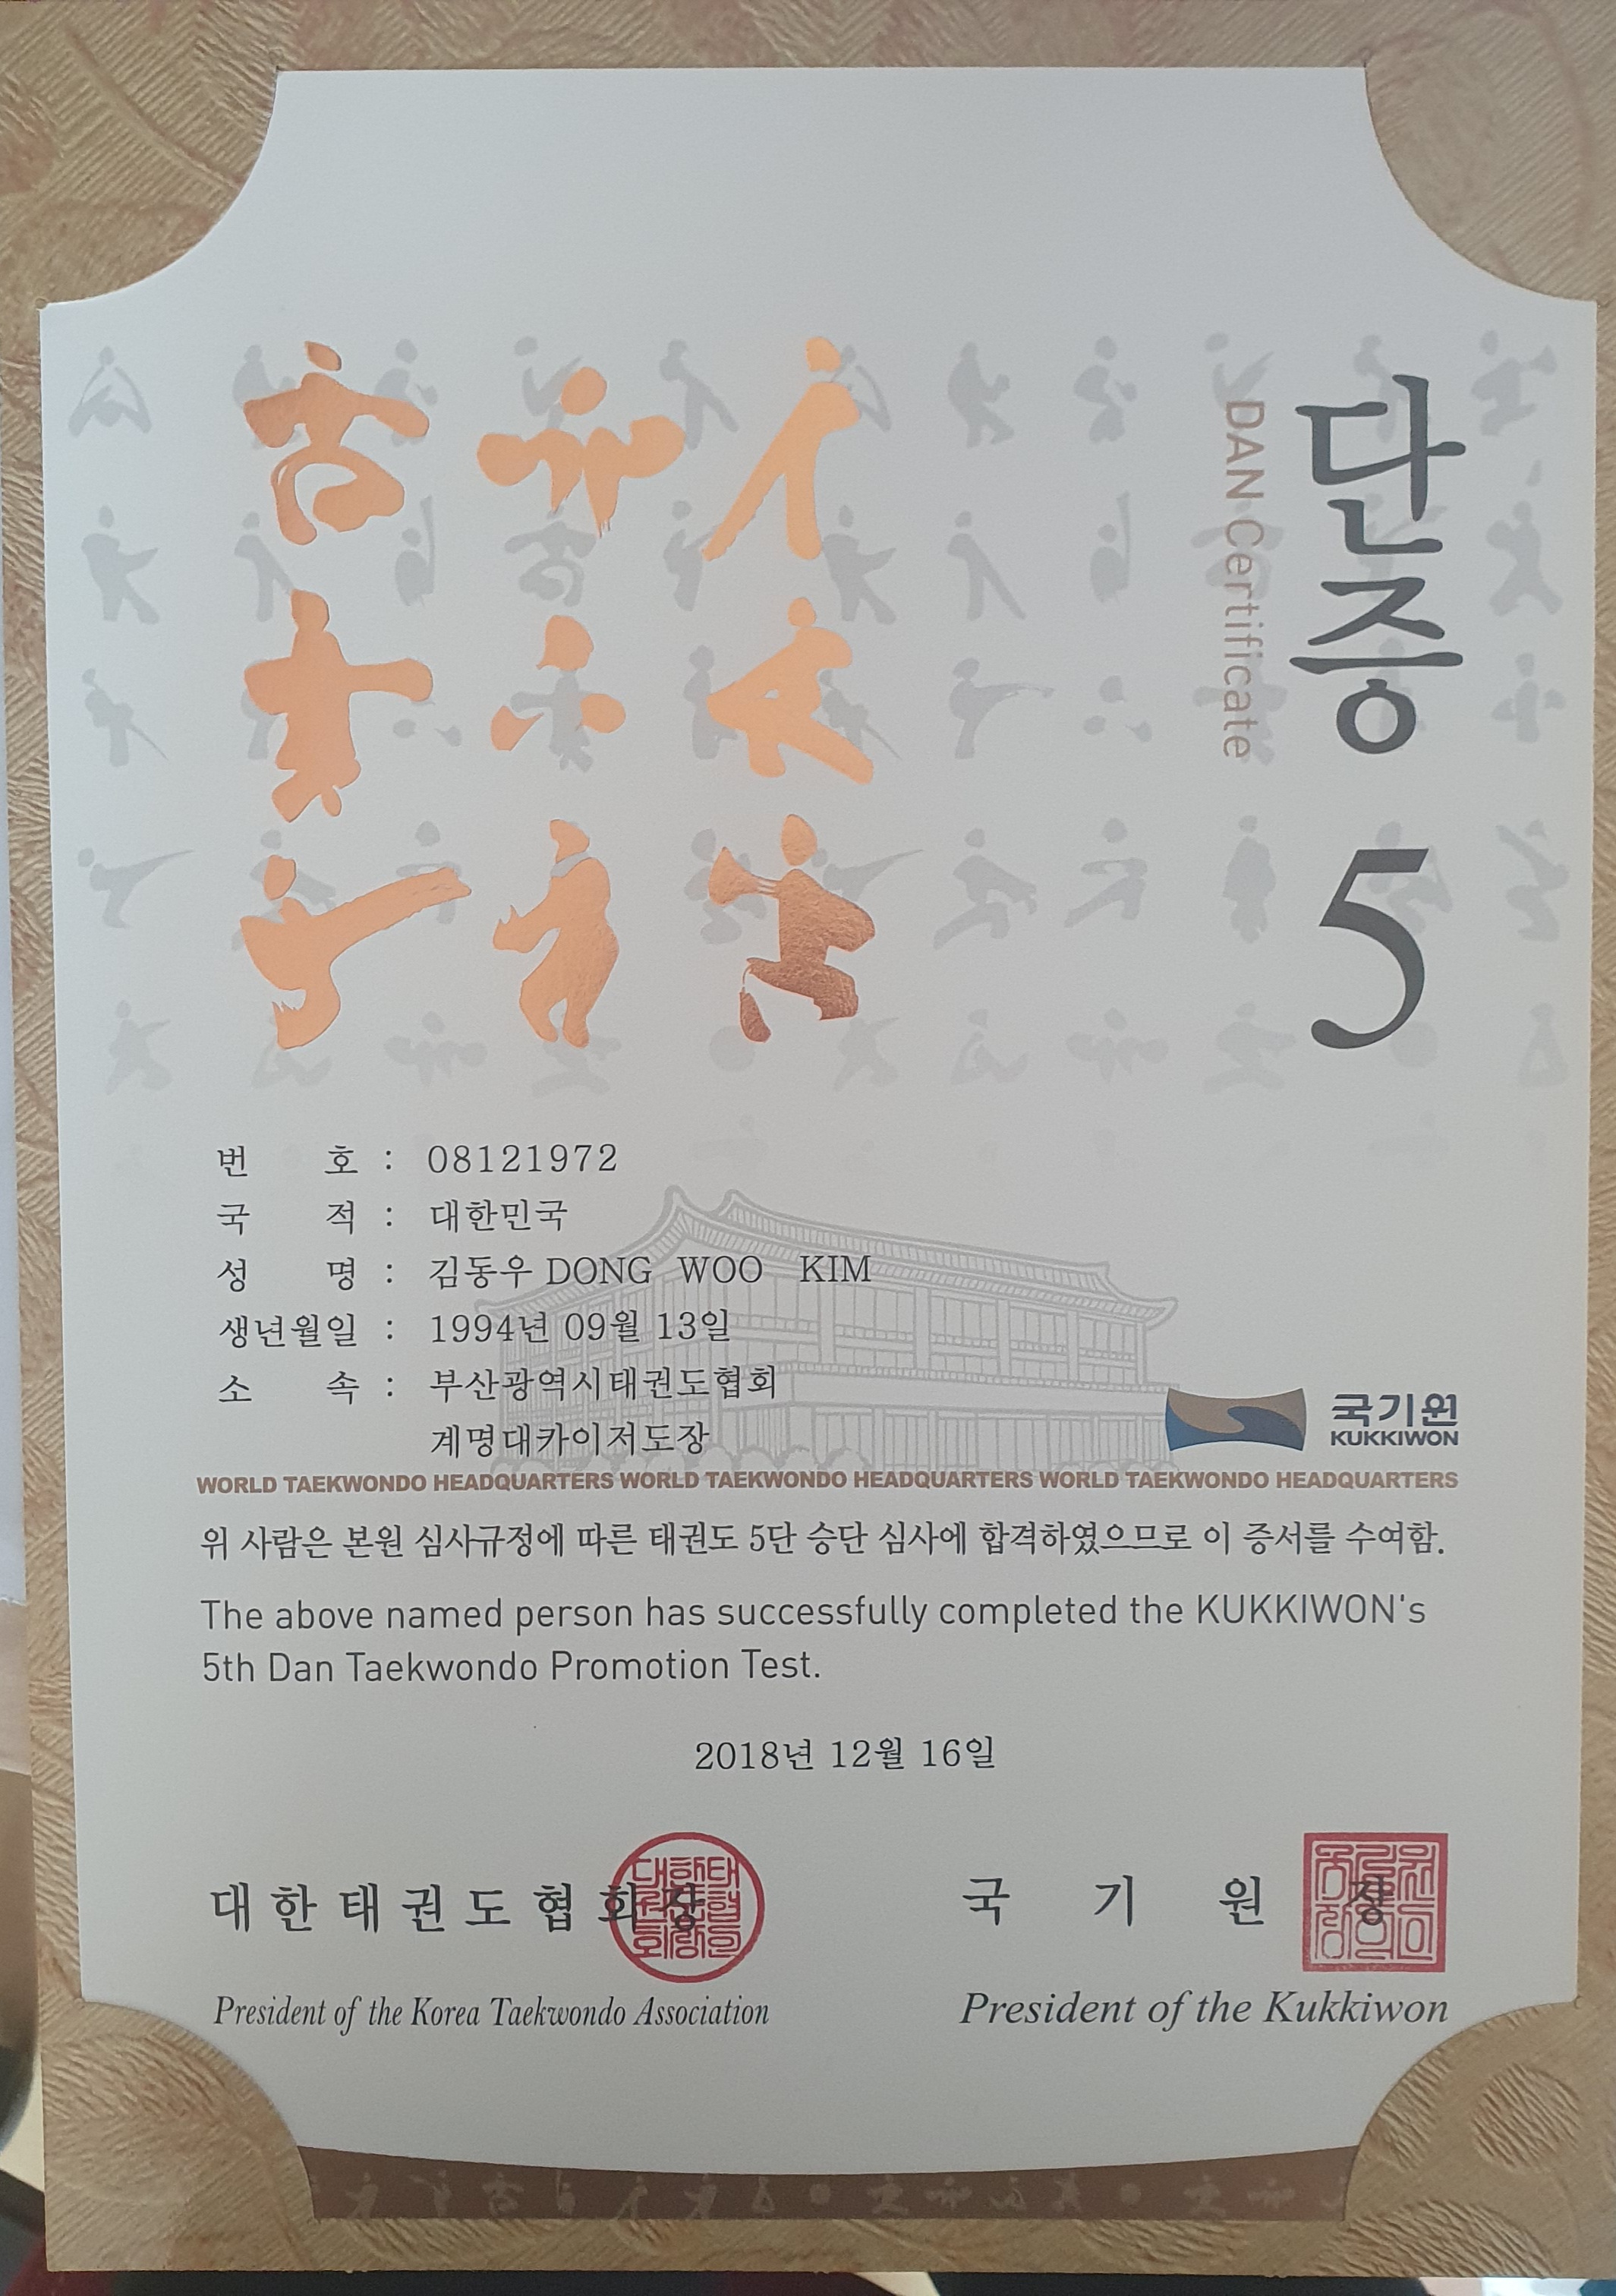 단증 5
DAN Certificate
번 호 : 08121972
국 적 : 대한민국
성 명 : 김동우 DONG WOO KIM
생년월일 : 1994년 09월 13일
소 속 : 부산광역시태권도협회
계명대카이저도장
국기원
KUKKIWON
WORLD TAEKWONDO HEADQUARTERS WORLD TAEKWONDO HEADQUARTERS WORLD TAEKWONDO HEADQUARTERS
위 사람은 본원 심사규정에 따른 태권도 5단 승단 심사에 합격하였으므로 이 증서를 수여함.
The above named person has successfully completed the KUKKIWON's
5th Dan Taekwondo Promotion Test.
2018년 12월 16일
대한태권도협회장
President of the Korea Taekwondo Association
국 기 원 장
President of the Kukkiwon